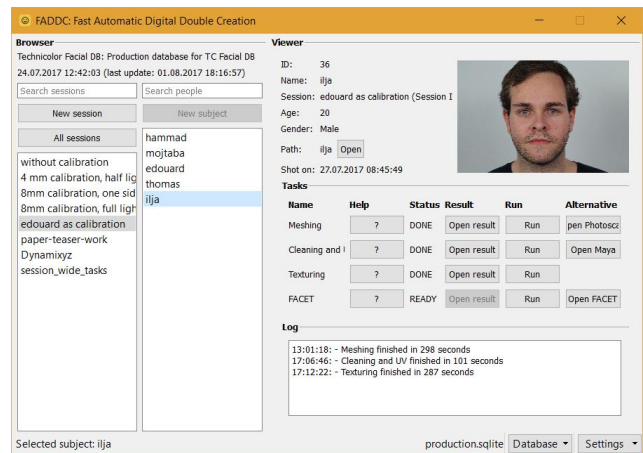 FADDC: Fast Automatic Digital Double Creation
Browser
Technicolor Facial DB: Production database for TC Facial DB
24.07.2017 12:42:03 (last update: 01.08.2017 18:16:57)
Search sessions
Search people
New session
New subject
All sessions
without calibration
4 mm calibration, half lig
8mm calibration, one sid
8mm calibration, full ligh
edouard as calibration
paper-teaser-work
Dynamixyz
session_wide_tasks
hammad
mojtaba
edouard
thomas
ilja
Viewer
ID: 36
Name: ilja
Session: edouard as calibration (Session I
Age: 20
Gender: Male
Path: ilja Open
Shot on: 27.07.2017 08:45:49
Tasks
Name Help Status Result Run Alternative
Meshing ? DONE Open result Run pen Photosca
Cleaning and ? DONE Open result Run Open Maya
Texturing ? DONE Open result Run
FACET ? READY Open result Run Open FACET
Log
13:01:18: - Meshing finished in 298 seconds
17:06:46: - Cleaning and UV finished in 101 seconds
17:12:22: - Texturing finished in 287 seconds
Selected subject: ilja
production.sqlite Database Settings